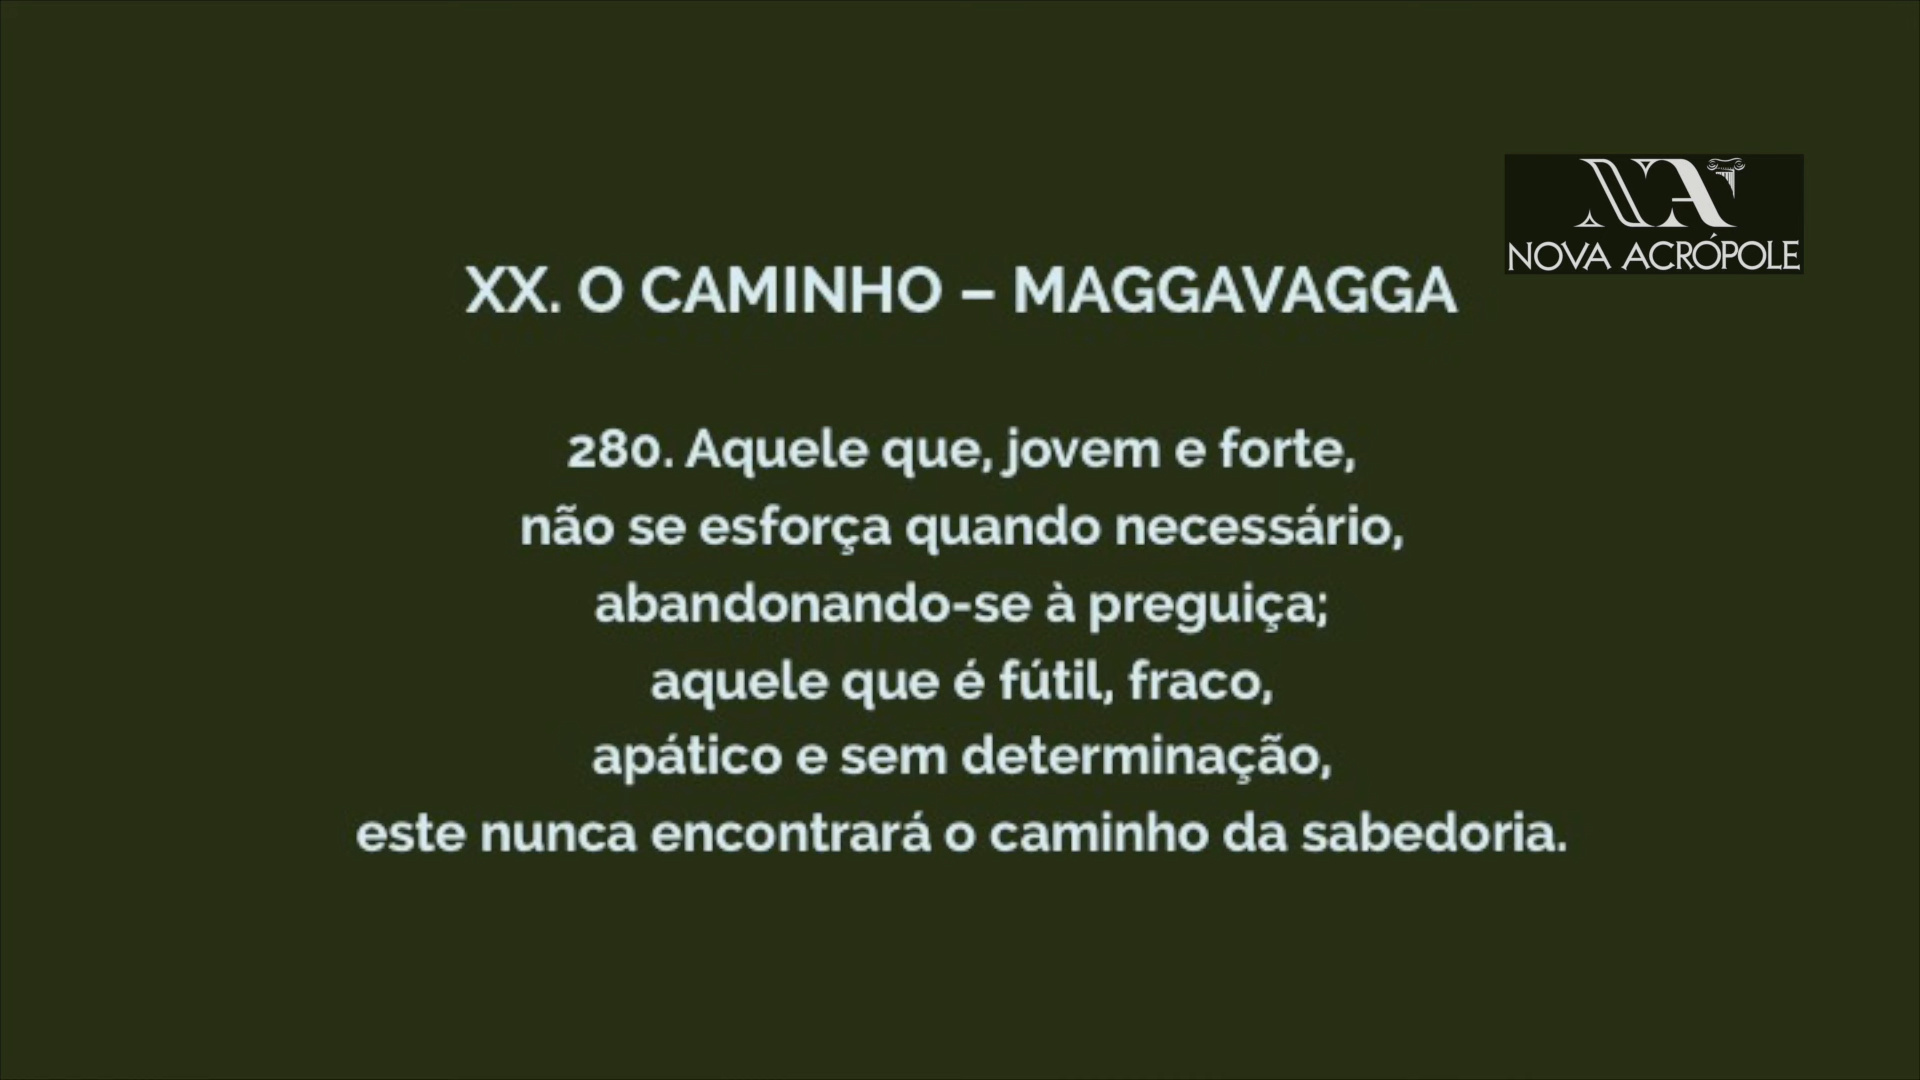 NOVA ACRÓPOLE
XX. O CAMINHO – MAGGAVAGGA
280. Aquele que, jovem e forte,
não se esforça quando necessário,
abandonando-se à preguiça;
aquele que é fútil, fraco,
apático e sem determinação,
este nunca encontrará o caminho da sabedoria.